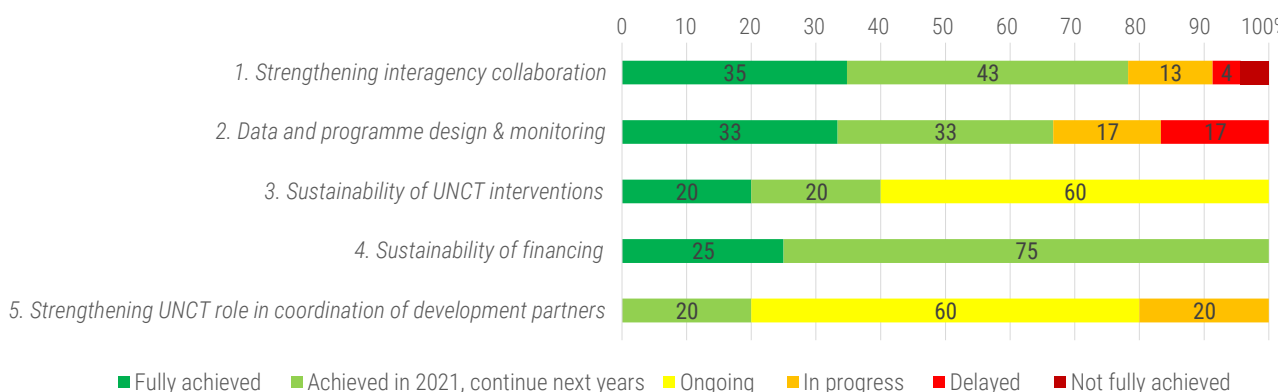 0 10 20 30 40 50 60 70 80 90 100%
1. Strengthening interagency collaboration 35 43 13 4
2. Data and programme design & monitoring 33 33 17 17
3. Sustainability of UNCT interventions 20 20 60
4. Sustainability of financing 25 75
5. Strengthening UNCT role in coordination of development partners 20 60 20
Fully achieved Achieved in 2021, continue next years Ongoing In progress Delayed Not fully achieved